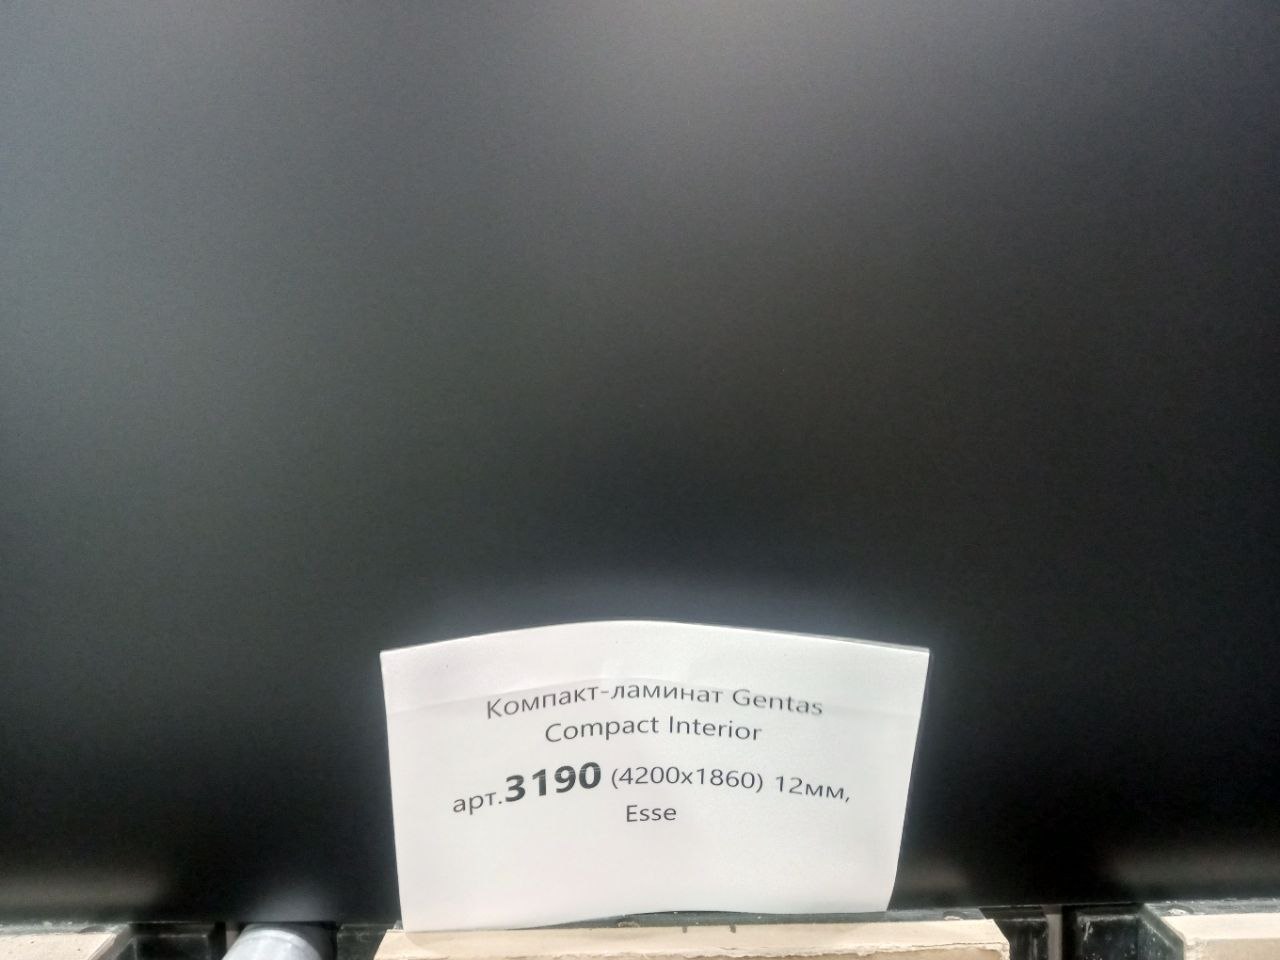 Компакт-ламинат Gentas
Compact Interior
арт.3190 (4200x1860) 12мм,
Esse